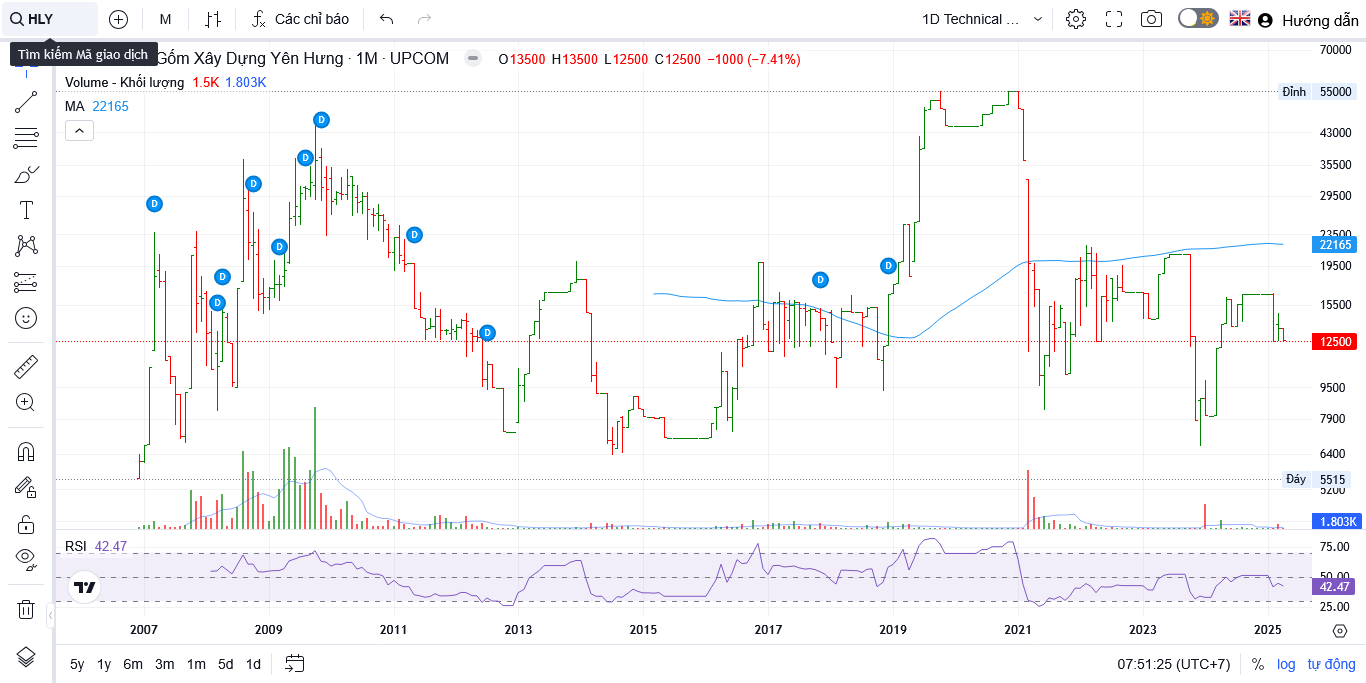 HLY
M
Các chỉ báo
1D Technical ...
Hướng dẫn
Tìm kiếm Mã giao dịch
Gốm Xây Dựng Yên Hưng · 1M · UPCOM
O13500 H13500 L12500 C12500 −1000 (−7.41%)
Volume - Khối lượng 1.5K 1.803K
MA 22165
D
D
D
D
D
D
D
D
D
D
D
70000
Đỉnh 55000
43000
35500
29500
22500
22165
19500
15500
12500
9500
7900
6400
Đáy 5515
5200
1.803K
RSI 42.47
75.00
50.00
42.47
25.00
2007 2009 2011 2013 2015 2017 2019 2021 2023 2025
5y 1y 6m 3m 1m 5d 1d
07:51:25 (UTC+7) % log tự động